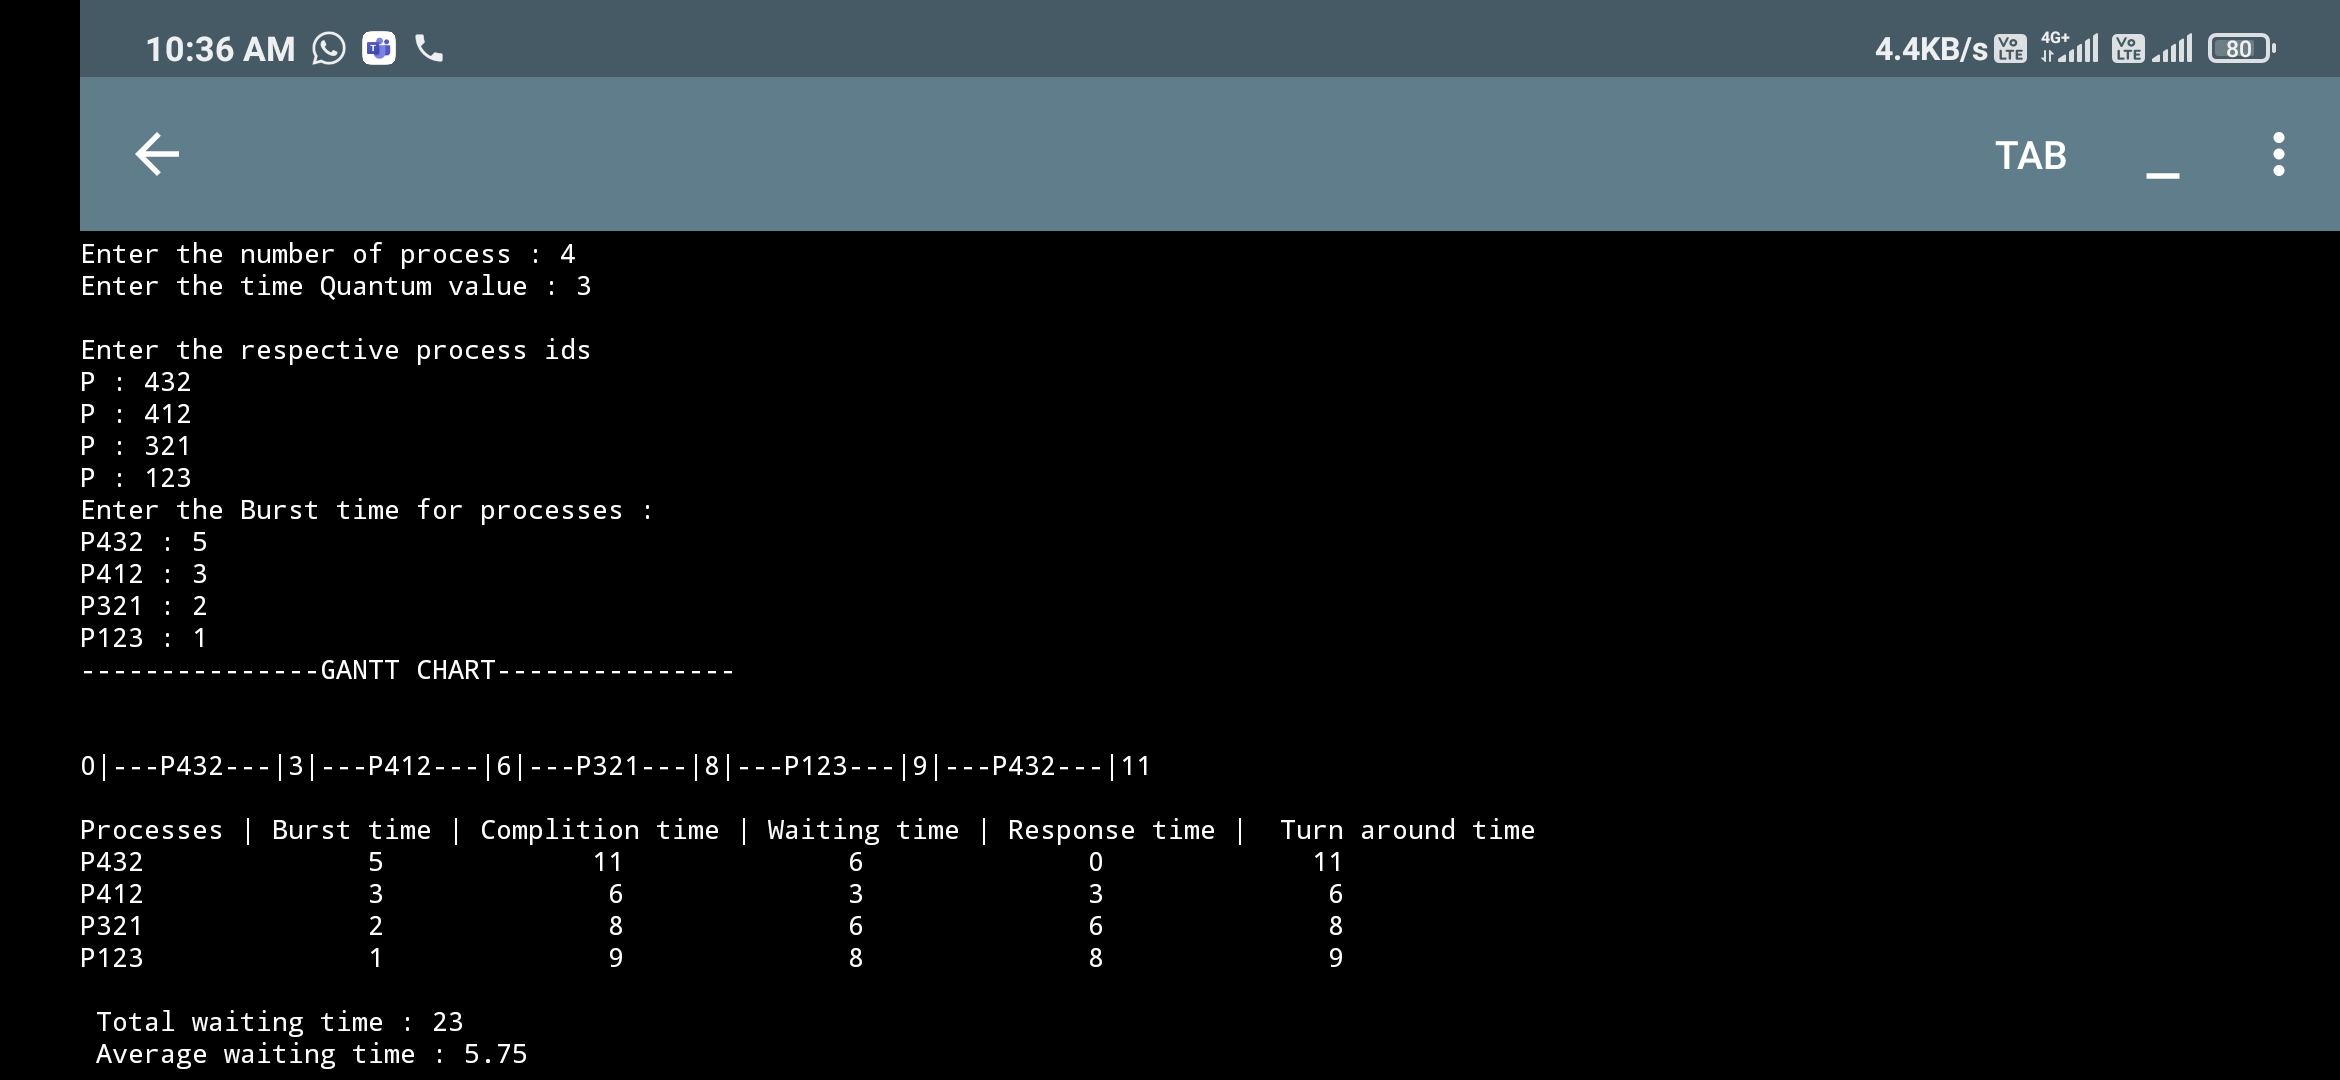 10:36 AM 4.4KB/s Vo LTE 4G+ Vo LTE 80
TAB _
Enter the number of process : 4
Enter the time Quantum value : 3
Enter the respective process ids
P : 432
P : 412
P : 321
P : 123
Enter the Burst time for processes :
P432 : 5
P412 : 3
P321 : 2
P123 : 1
---------------GANTT CHART---------------
0|---P432---|3|---P412---|6|---P321---|8|---P123---|9|---P432---|11
Processes | Burst time | Complition time | Waiting time | Response time |  Turn around time
P432              5             11              6              0             11
P412              3              6              3              3              6
P321              2              8              6              6              8
P123              1              9              8              8              9
Total waiting time : 23
Average waiting time : 5.75